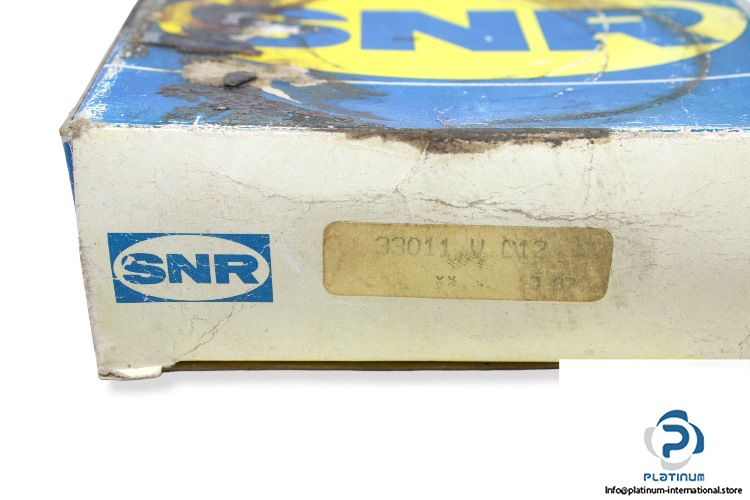 SNR
SNR
33011 V C12
**
PLATINUM
Info@platinum-international.store